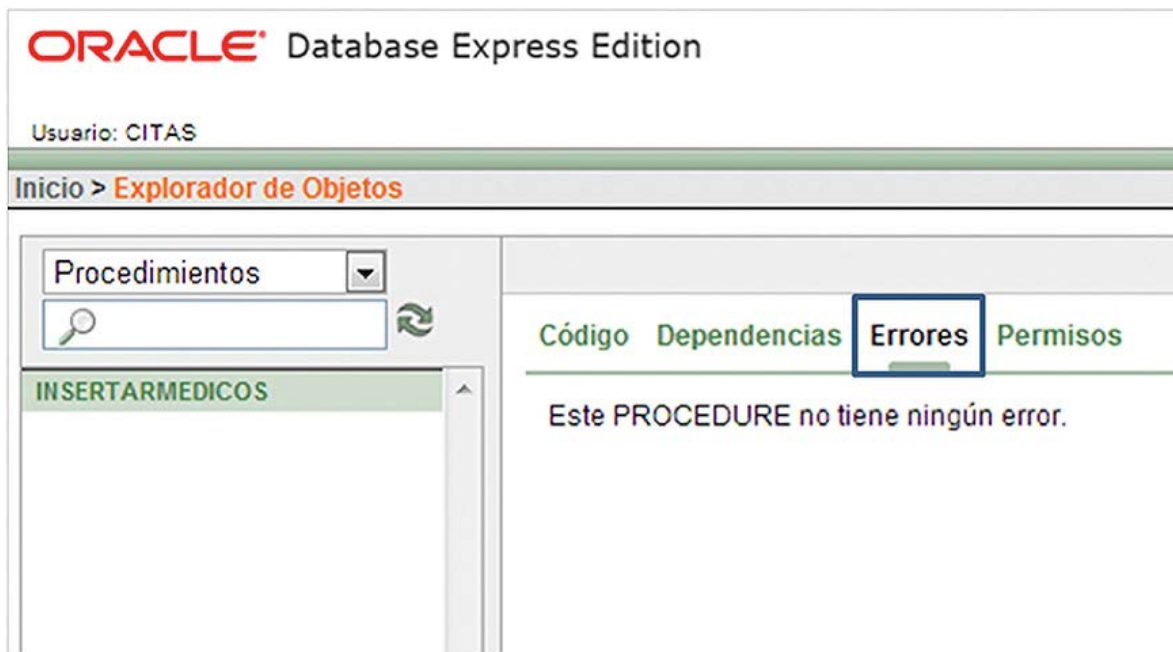 ORACLE Database Express Edition
Usuario: CITAS
Inicio > Explorador de Objetos
Procedimientos
INSERTARMEDICOS
Código Dependencias Errores Permisos
Este PROCEDURE no tiene ningún error.